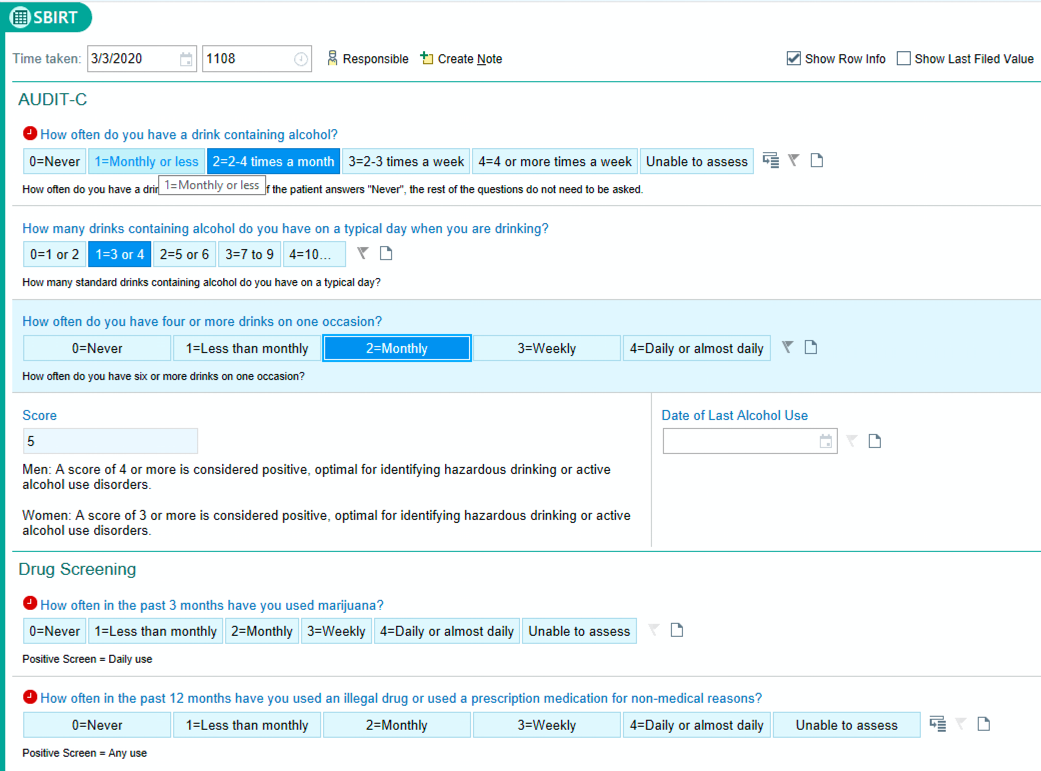 SBIRT
Time taken: 3/3/2020 1108 Responsible Create Note Show Row Info Show Last Filed Value
AUDIT-C
How often do you have a drink containing alcohol?
0=Never 1=Monthly or less 2=2-4 times a month 3=2-3 times a week 4=4 or more times a week Unable to assess
How often do you have a 1=Monthly or less f the patient answers "Never", the rest of the questions do not need to be asked.
How many drinks containing alcohol do you have on a typical day when you are drinking?
0=1 or 2 1=3 or 4 2=5 or 6 3=7 to 9 4=10...
How many standard drinks containing alcohol do you have on a typical day?
How often do you have four or more drinks on one occasion?
0=Never 1=Less than monthly 2=Monthly 3=Weekly 4=Daily or almost daily
How often do you have six or more drinks on one occasion?
Score Date of Last Alcohol Use
5
Men: A score of 4 or more is considered positive, optimal for identifying hazardous drinking or active
alcohol use disorders.
Women: A score of 3 or more is considered positive, optimal for identifying hazardous drinking or active
alcohol use disorders.
Drug Screening
How often in the past 3 months have you used marijuana?
0=Never 1=Less than monthly 2=Monthly 3=Weekly 4=Daily or almost daily Unable to assess
Positive Screen = Daily use
How often in the past 12 months have you used an illegal drug or used a prescription medication for non-medical reasons?
0=Never 1=Less than monthly 2=Monthly 3=Weekly 4=Daily or almost daily Unable to assess
Positive Screen = Any use